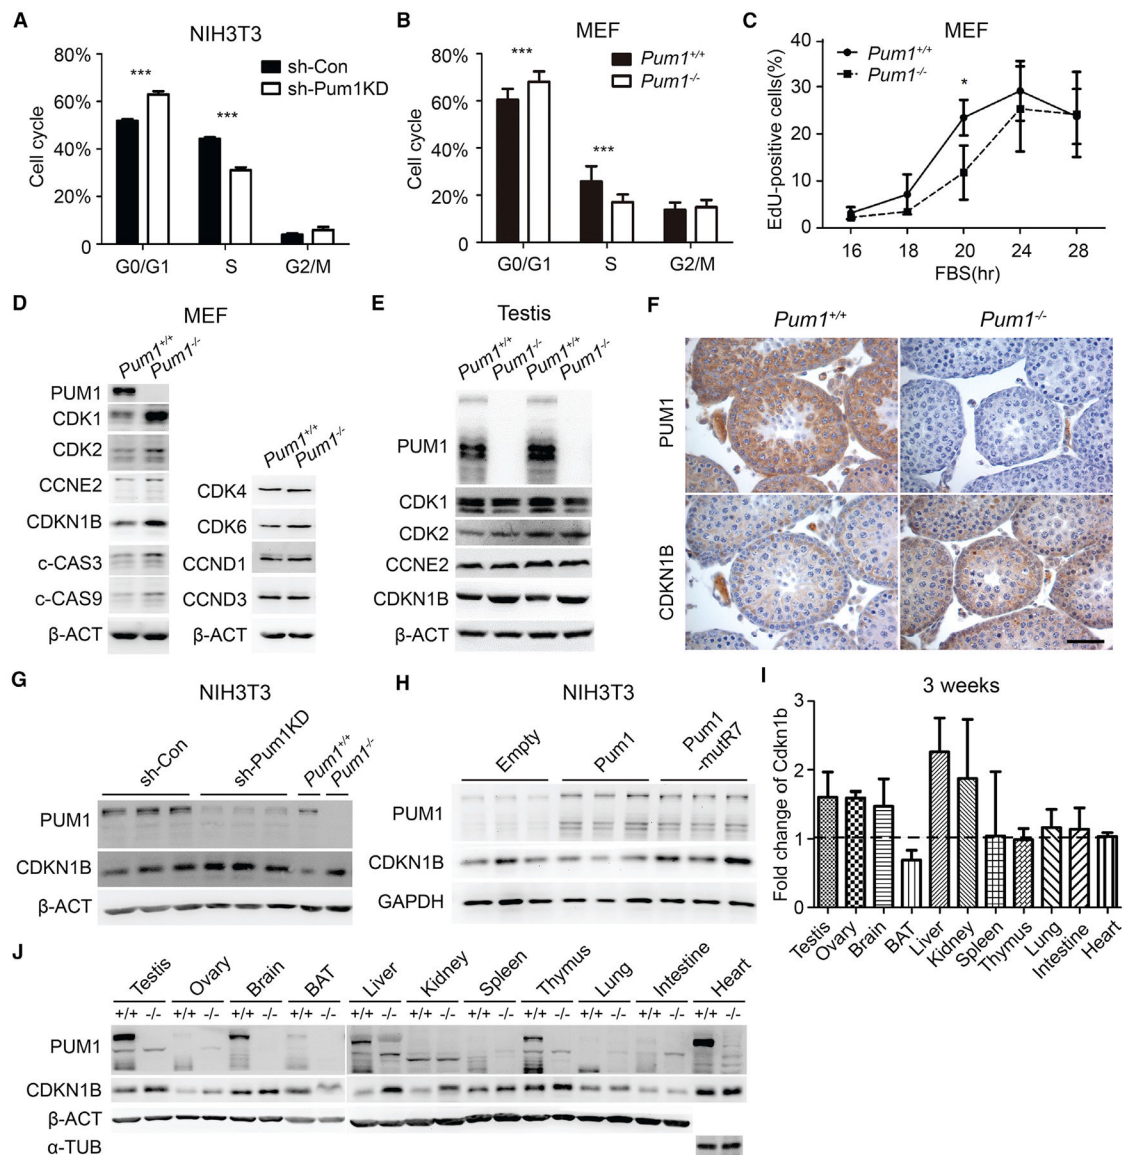 A
NIH3T3
Cell cycle
80%
60%
40%
20%
0
***
***
sh-Con
sh-Pum1KD
G0/G1 S G2/M
B
MEF
Cell cycle
80%
60%
40%
20%
0
***
***
Pum1+/+
Pum1-/-
G0/G1 S G2/M
C
MEF
EdU-positive cells(%)
40
30
20
10
0
Pum1+/+
Pum1-/-
*
16 18 20 24 28
FBS(hr)
D
MEF
Pum1+/+ Pum1-/-
PUM1
CDK1
CDK2
CCNE2
CDKN1B
c-CAS3
c-CAS9
β-ACT
Pum1+/+ Pum1-/-
CDK4
CDK6
CCND1
CCND3
β-ACT
E
Testis
Pum1+/+ Pum1-/- Pum1+/+ Pum1-/-
PUM1
CDK1
CDK2
CCNE2
CDKN1B
β-ACT
F
Pum1+/+ Pum1-/-
PUM1
CDKN1B
G
NIH3T3
sh-Con sh-Pum1KD Pum1+/+ Pum1-/-
PUM1
CDKN1B
β-ACT
H
NIH3T3
Empty Pum1 Pum1
-mutR7
PUM1
CDKN1B
GAPDH
I
3 weeks
Fold change of Cdkn1b
3
2
1
0
Testis Ovary Brain BAT Liver Kidney Spleen Thymus Lung Intestine Heart
J
Testis Ovary Brain BAT Liver Kidney Spleen Thymus Lung Intestine Heart
+/+ -/- +/+ -/- +/+ -/- +/+ -/- +/+ -/- +/+ -/- +/+ -/- +/+ -/- +/+ -/- +/+ -/- +/+ -/-
PUM1
CDKN1B
β-ACT
α-TUB